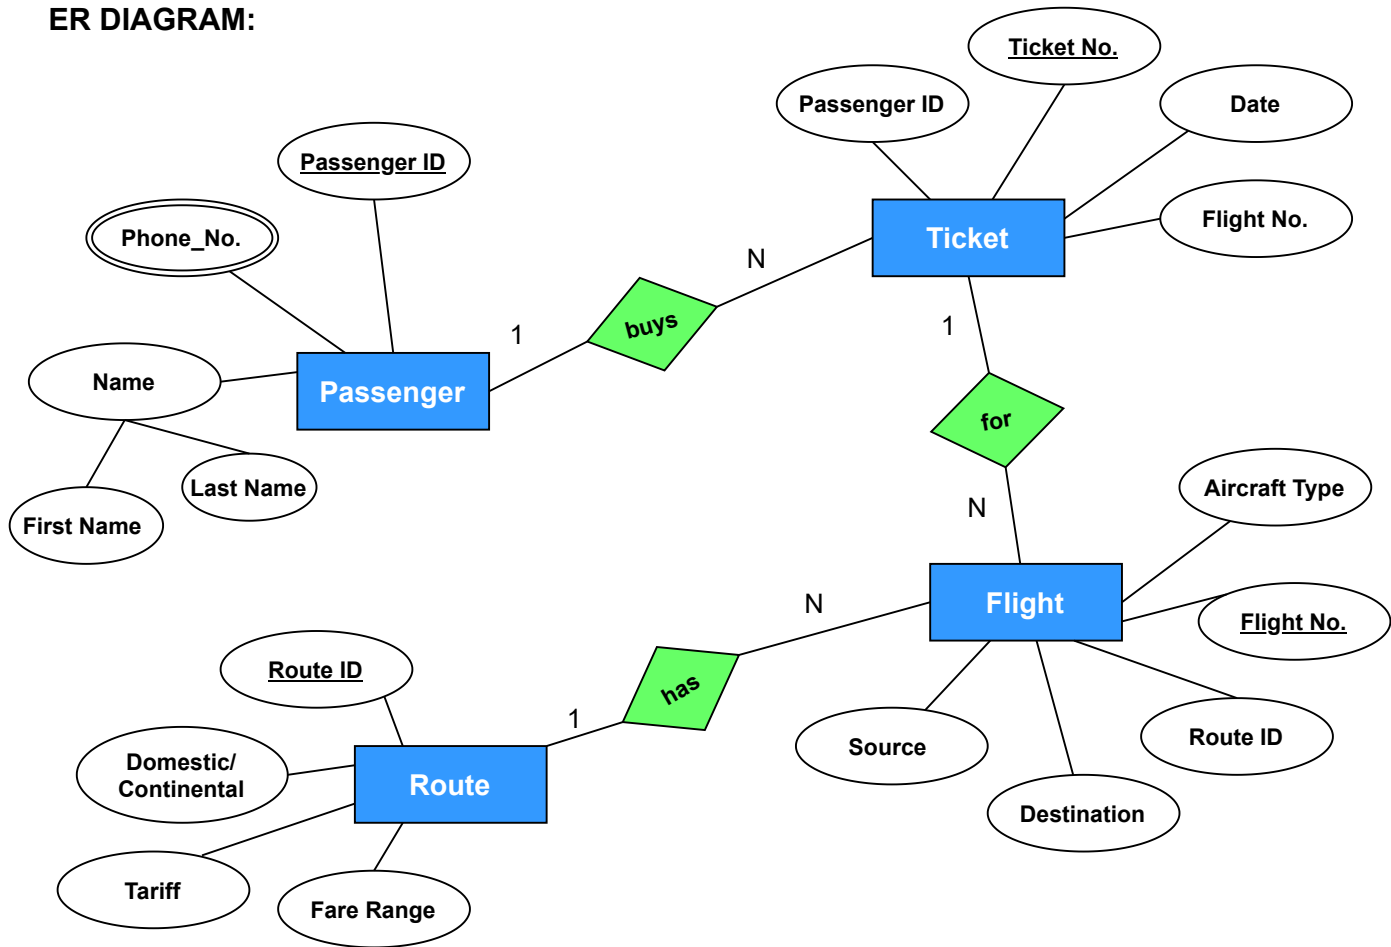 ER DIAGRAM:
Ticket No.
Passenger ID
Date
Passenger ID
Phone_No.
Flight No.
Ticket
N
buys
1
1
Name
Passenger
for
Last Name
First Name
Aircraft Type
N
N
Flight
Flight No.
Route ID
has
1
Source
Route ID
Domestic/
Continental
Route
Destination
Tariff
Fare Range